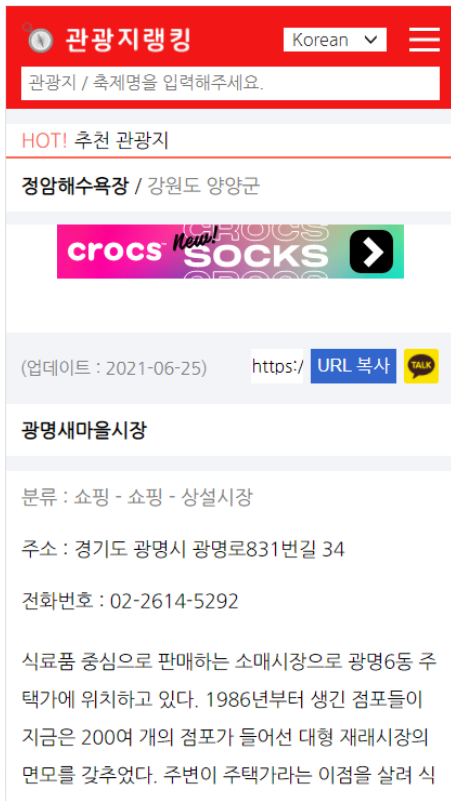 관광지랭킹
Korean
관광지 / 축제명을 입력해주세요.
HOT! 추천 관광지
정암해수욕장 / 강원도 양양군
CROCS
crocs™ New! SOCKS
CROCS
(업데이트 : 2021-06-25) https:/ URL 복사 TALK
광명새마을시장
분류 : 쇼핑 - 쇼핑 - 상설시장
주소 : 경기도 광명시 광명로831번길 34
전화번호 : 02-2614-5292
식료품 중심으로 판매하는 소매시장으로 광명6동 주
택가에 위치하고 있다. 1986년부터 생긴 점포들이
지금은 200여 개의 점포가 들어선 대형 재래시장의
면모를 갖추었다. 주변이 주택가라는 이점을 살려 식